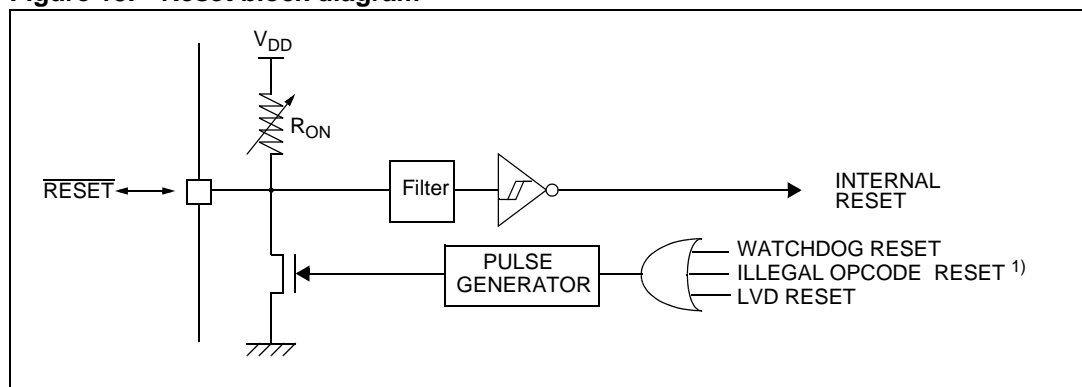 Figure 13. Reset block diagram
VDD
RON
RESET
Filter
INTERNAL
RESET
PULSE
GENERATOR
WATCHDOG RESET
ILLEGAL OPCODE RESET 1)
LVD RESET